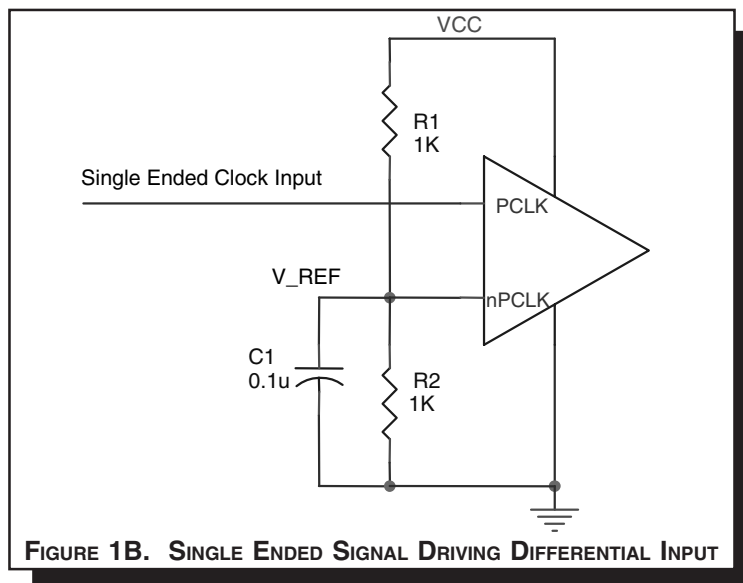 VCC
R1
1K
Single Ended Clock Input
PCLK
V_REF
nPCLK
C1
0.1u
R2
1K
FIGURE 1B. SINGLE ENDED SIGNAL DRIVING DIFFERENTIAL INPUT